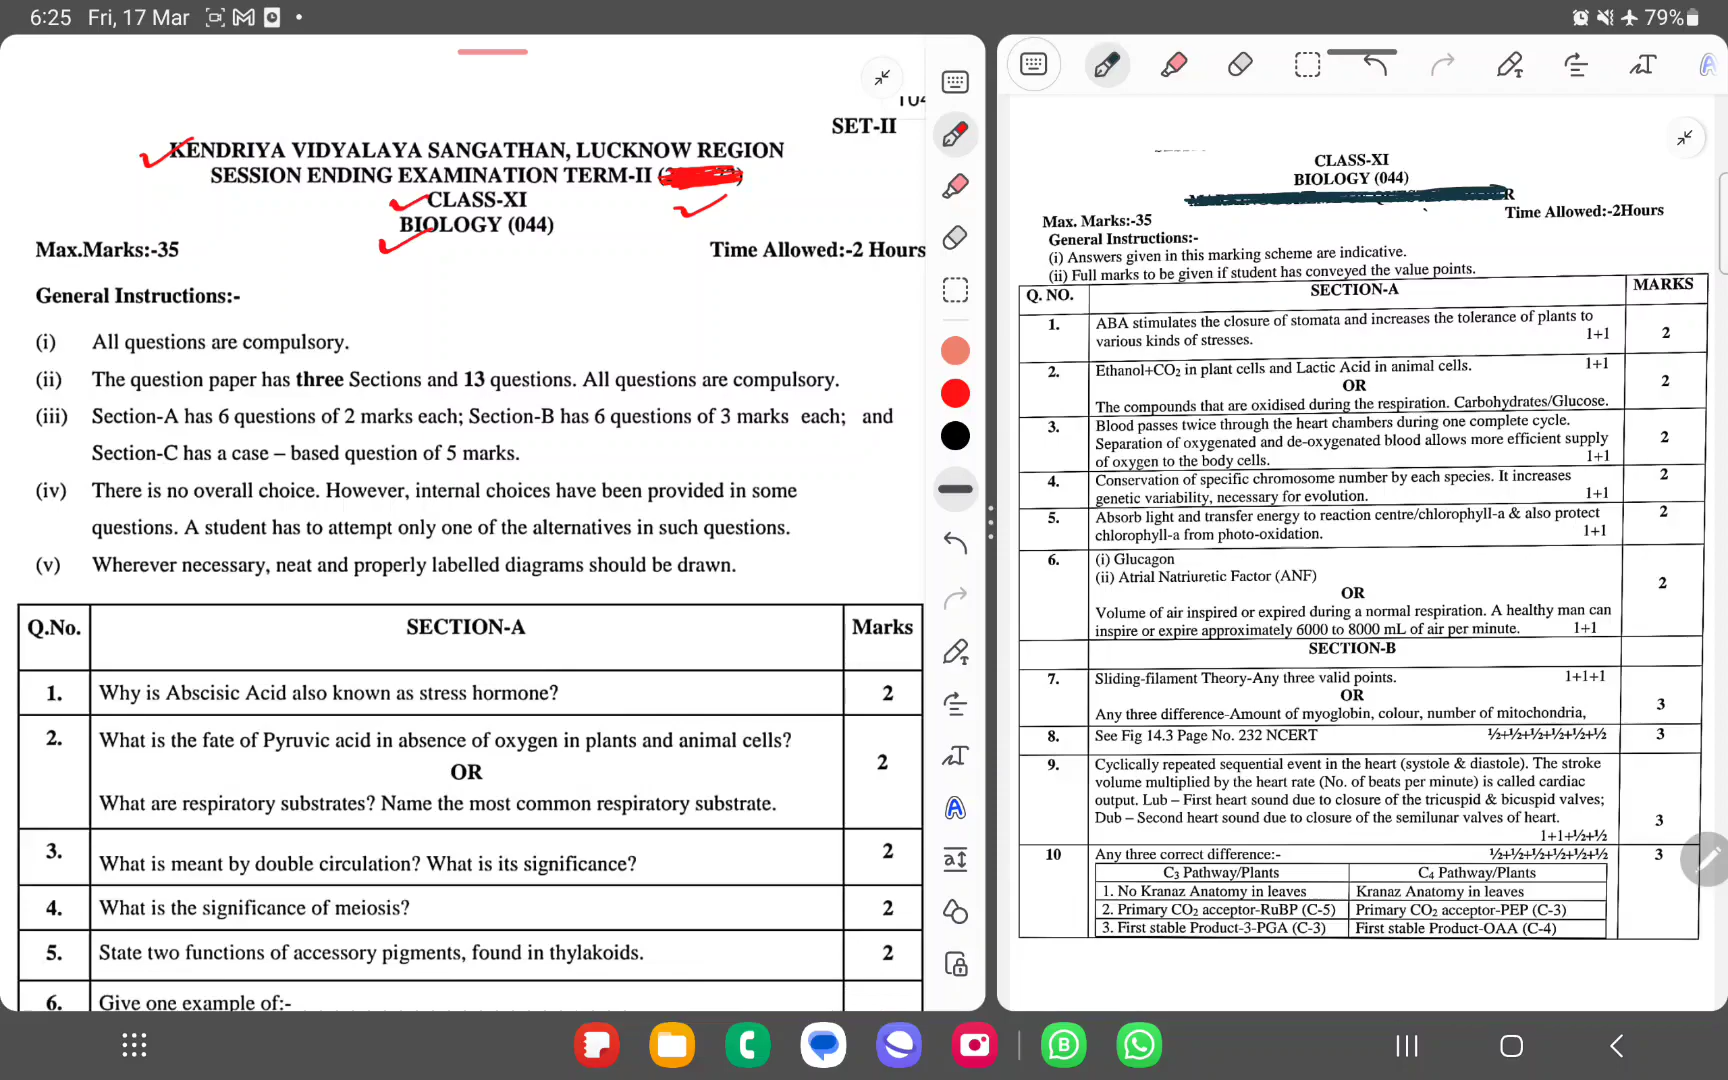 6:25 Fri, 17 Mar
79%
SET-II
KENDRIYA VIDYALAYA SANGATHAN, LUCKNOW REGION
SESSION ENDING EXAMINATION TERM-II
CLASS-XI
BIOLOGY (044)
Max.Marks:-35 Time Allowed:-2 Hours
General Instructions:-
(i) All questions are compulsory.
(ii) The question paper has three Sections and 13 questions. All questions are compulsory.
(iii) Section-A has 6 questions of 2 marks each; Section-B has 6 questions of 3 marks each; and
Section-C has a case – based question of 5 marks.
(iv) There is no overall choice. However, internal choices have been provided in some
questions. A student has to attempt only one of the alternatives in such questions.
(v) Wherever necessary, neat and properly labelled diagrams should be drawn.
Q.No. SECTION-A Marks
1. Why is Abscisic Acid also known as stress hormone? 2
2. What is the fate of Pyruvic acid in absence of oxygen in plants and animal cells?
OR
2
What are respiratory substrates? Name the most common respiratory substrate.
3. What is meant by double circulation? What is its significance? 2
4. What is the significance of meiosis? 2
5. State two functions of accessory pigments, found in thylakoids. 2
6. Give one example of:-
CLASS-XI
BIOLOGY (044)
Max. Marks:-35 Time Allowed:-2Hours
General Instructions:-
(i) Answers given in this marking scheme are indicative.
(ii) Full marks to be given if student has conveyed the value points.
Q. NO. SECTION-A MARKS
1. ABA stimulates the closure of stomata and increases the tolerance of plants to
various kinds of stresses. 1+1 2
2. Ethanol+CO₂ in plant cells and Lactic Acid in animal cells. 1+1
OR 2
The compounds that are oxidised during the respiration. Carbohydrates/Glucose.
3. Blood passes twice through the heart chambers during one complete cycle.
Separation of oxygenated and de-oxygenated blood allows more efficient supply 2
of oxygen to the body cells. 1+1
4. Conservation of specific chromosome number by each species. It increases 2
genetic variability, necessary for evolution. 1+1
5. Absorb light and transfer energy to reaction centre/chlorophyll-a & also protect 2
chlorophyll-a from photo-oxidation. 1+1
6. (i) Glucagon
(ii) Atrial Natriuretic Factor (ANF) 2
OR
Volume of air inspired or expired during a normal respiration. A healthy man can
inspire or expire approximately 6000 to 8000 mL of air per minute. 1+1
SECTION-B
7. Sliding-filament Theory-Any three valid points. 1+1+1
OR 3
Any three difference-Amount of myoglobin, colour, number of mitochondria,
8. See Fig 14.3 Page No. 232 NCERT ½+½+½+½+½+½ 3
9. Cyclically repeated sequential event in the heart (systole & diastole). The stroke
volume multiplied by the heart rate (No. of beats per minute) is called cardiac
output. Lub – First heart sound due to closure of the tricuspid & bicuspid valves;
Dub – Second heart sound due to closure of the semilunar valves of heart. 3
1+1+½+½
10 Any three correct difference:- ½+½+½+½+½+½ 3
C₃ Pathway/Plants C₄ Pathway/Plants
1. No Kranaz Anatomy in leaves Kranaz Anatomy in leaves
2. Primary CO₂ acceptor-RuBP (C-5) Primary CO₂ acceptor-PEP (C-3)
3. First stable Product-3-PGA (C-3) First stable Product-OAA (C-4)